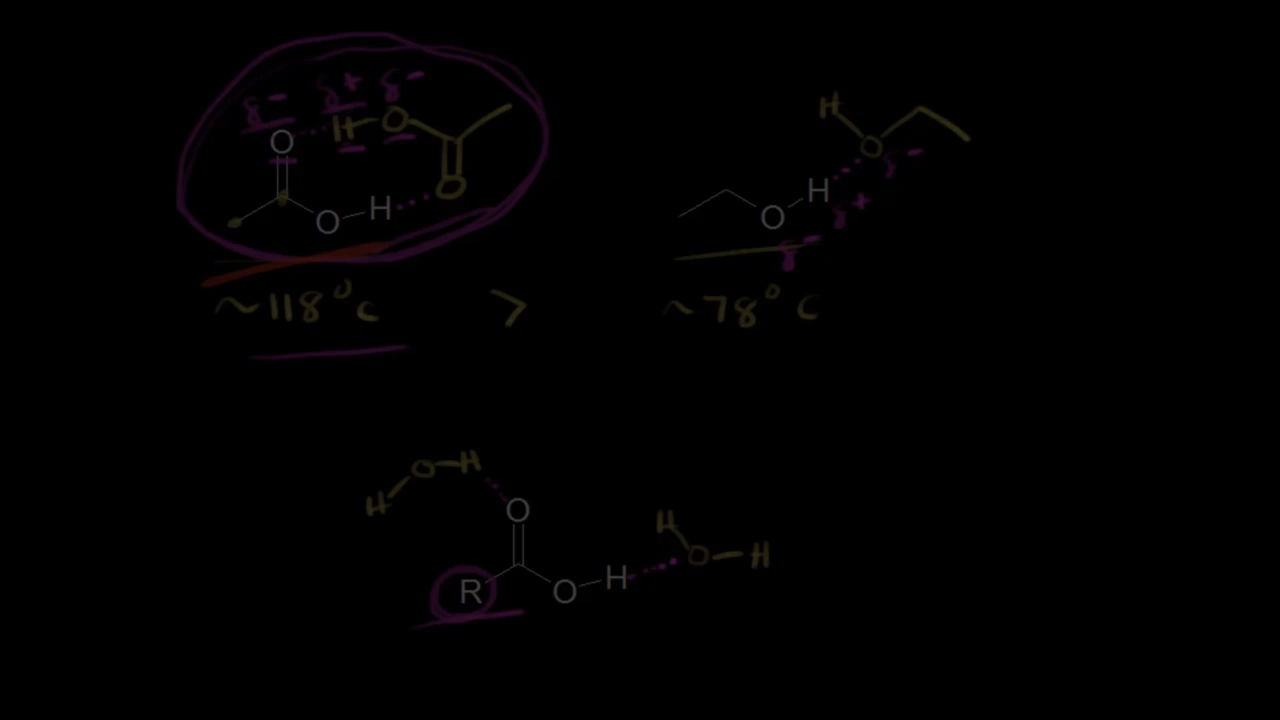 δ- δ+ δ-
O H O
O
O H
~118°C
>
H
O δ-
H δ+
O
δ-
~78°C
H O H
O
R O H
H
O H